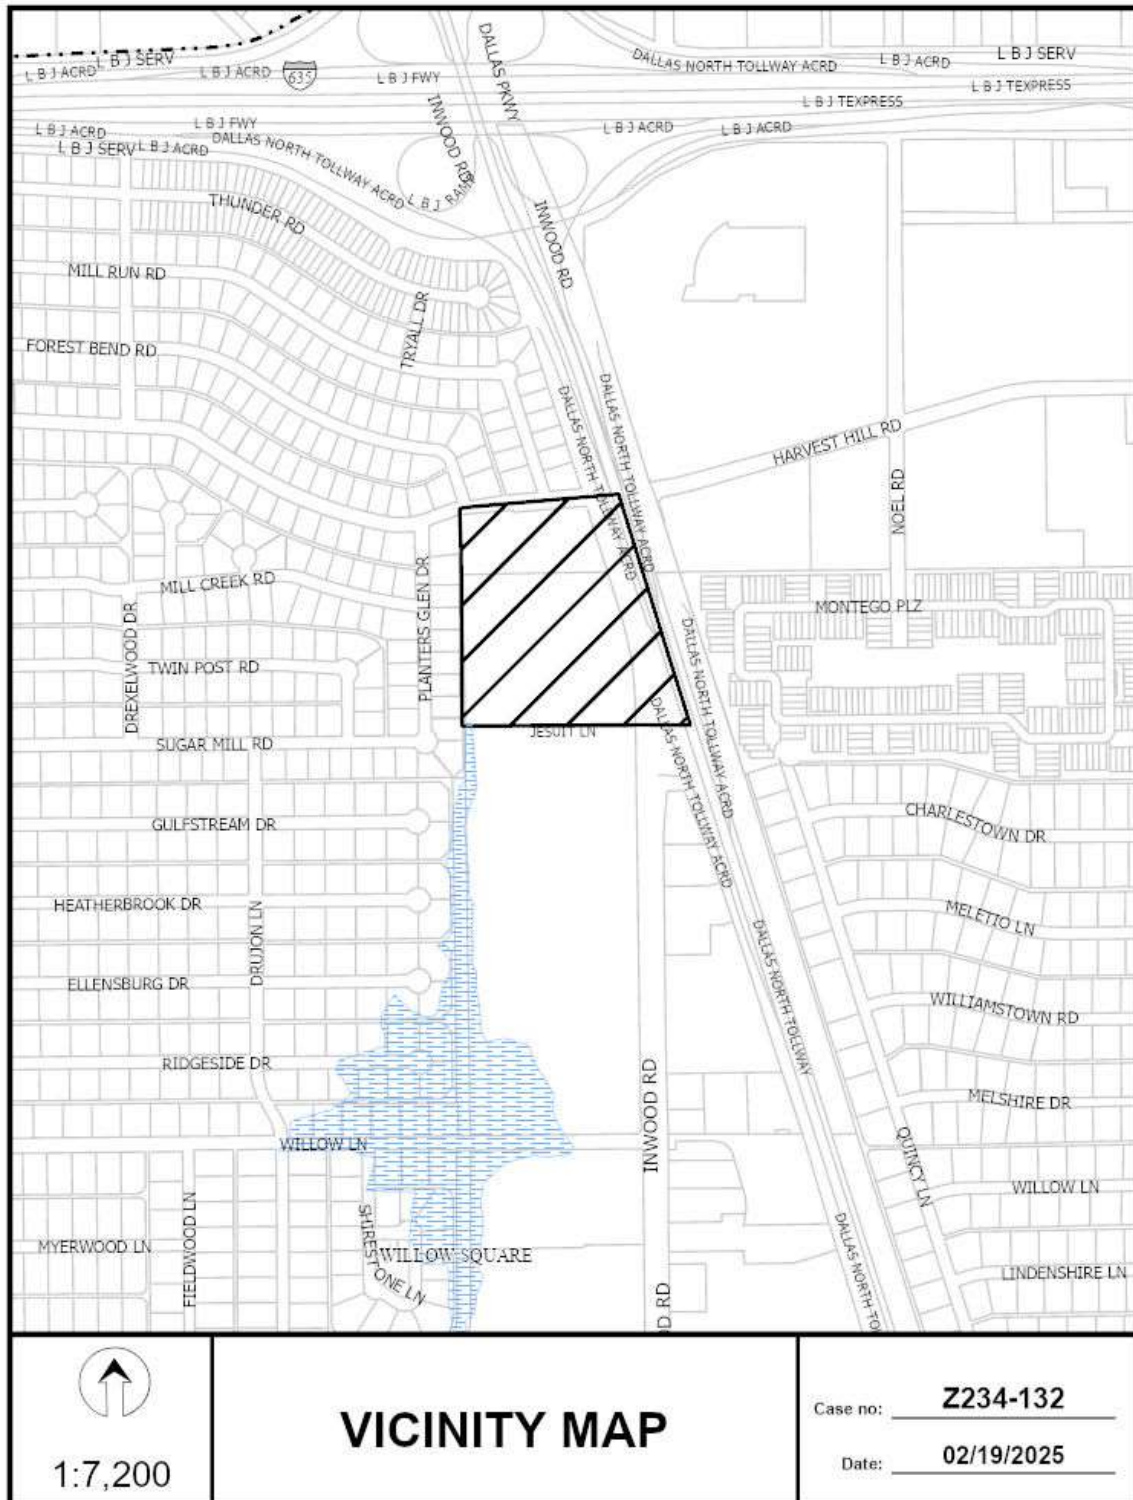 L B J SERV
L B J ACRD
L B J ACRD
635
L B J FWY
DALLAS PKWY
DALLAS NORTH TOLLWAY ACRD
L B J ACRD
L B J SERV
L B J TEXPRESS
L B J TEXPRESS
INWOOD RD
L B J ACRD
L B J FWY
L B J ACRD
L B J ACRD
L B J SERV
L B J ACRD
DALLAS NORTH TOLLWAY ACRD
L B J RAMP
THUNDER RD
INWOOD RD
MILL RUN RD
TRYALL DR
FOREST BEND RD
DALLAS NORTH TOLLWAY ACRD
DALLAS NORTH TOLLWAY ACRD
HARVEST HILL RD
NOEL RD
MILL CREEK RD
PLANTERS GLEN DR
MONTEGO PLZ
DREXELWOOD DR
TWIN POST RD
DALLAS NORTH TOLLWAY ACRD
DALLAS NORTH TOLLWAY ACRD
SUGAR MILL RD
JESUIT LN
GULFSTREAM DR
CHARLESTOWN DR
HEATHERBROOK DR
DRUJON LN
MELETIO LN
DALLAS NORTH TOLLWAY
ELLENSBURG DR
WILLIAMSTOWN RD
RIDGESIDE DR
INWOOD RD
MELSHIRE DR
WILLOW LN
QUINCY LN
WILLOW LN
FIELDWOOD LN
SHIRESTONE LN
MYERWOOD LN
WILLOW SQUARE
DALLAS NORTH TO
LINDENSHIRE LN
OD RD
1:7,200
VICINITY MAP
Case no: Z234-132
Date: 02/19/2025